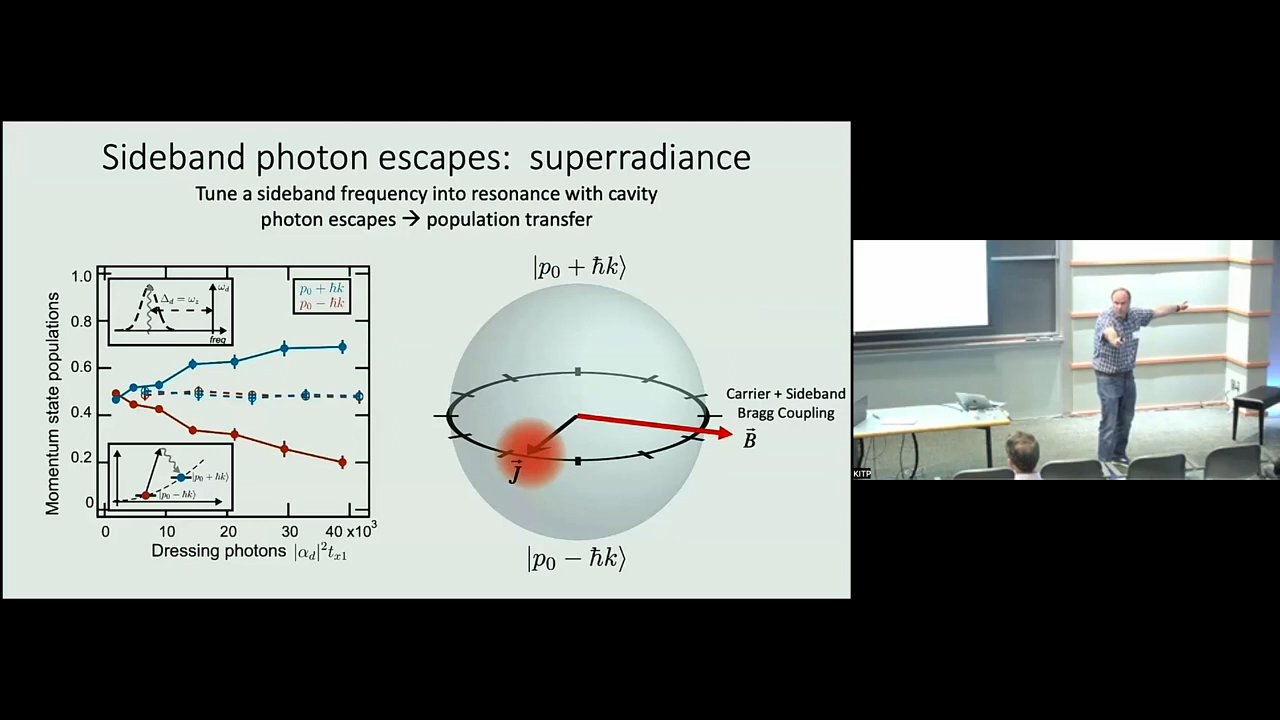 Sideband photon escapes: superradiance
Tune a sideband frequency into resonance with cavity
photon escapes → population transfer
Momentum state populations
1.0
0.8
0.6
0.4
0.2
0
Δ_d = ω_z
ω_d
freq
p₀ + ħk
p₀ − ħk
|p₀ + ħk⟩
|p₀ − ħk⟩
0 10 20 30 40 x10³
Dressing photons |α_d|²t_{x1}
|p₀ + ħk⟩
Carrier + Sideband
Bragg Coupling
B⃗
J⃗
|p₀ − ħk⟩
KITP